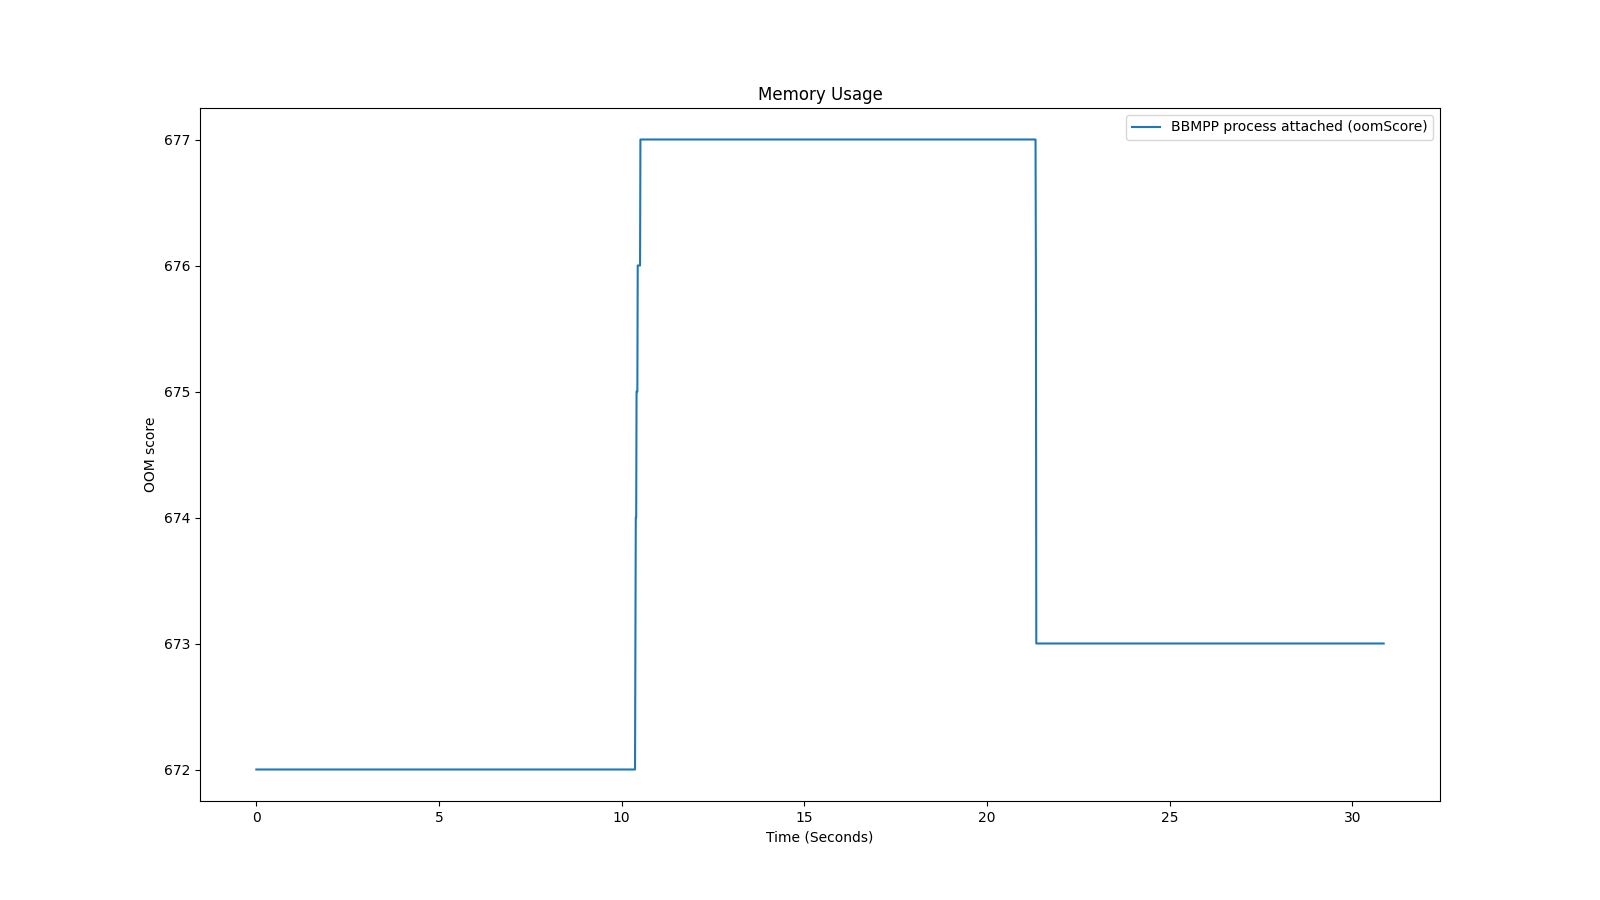 Memory Usage
BBMPP process attached (oomScore)
677
676
675
674
673
672
OOM score
0 5 10 15 20 25 30
Time (Seconds)